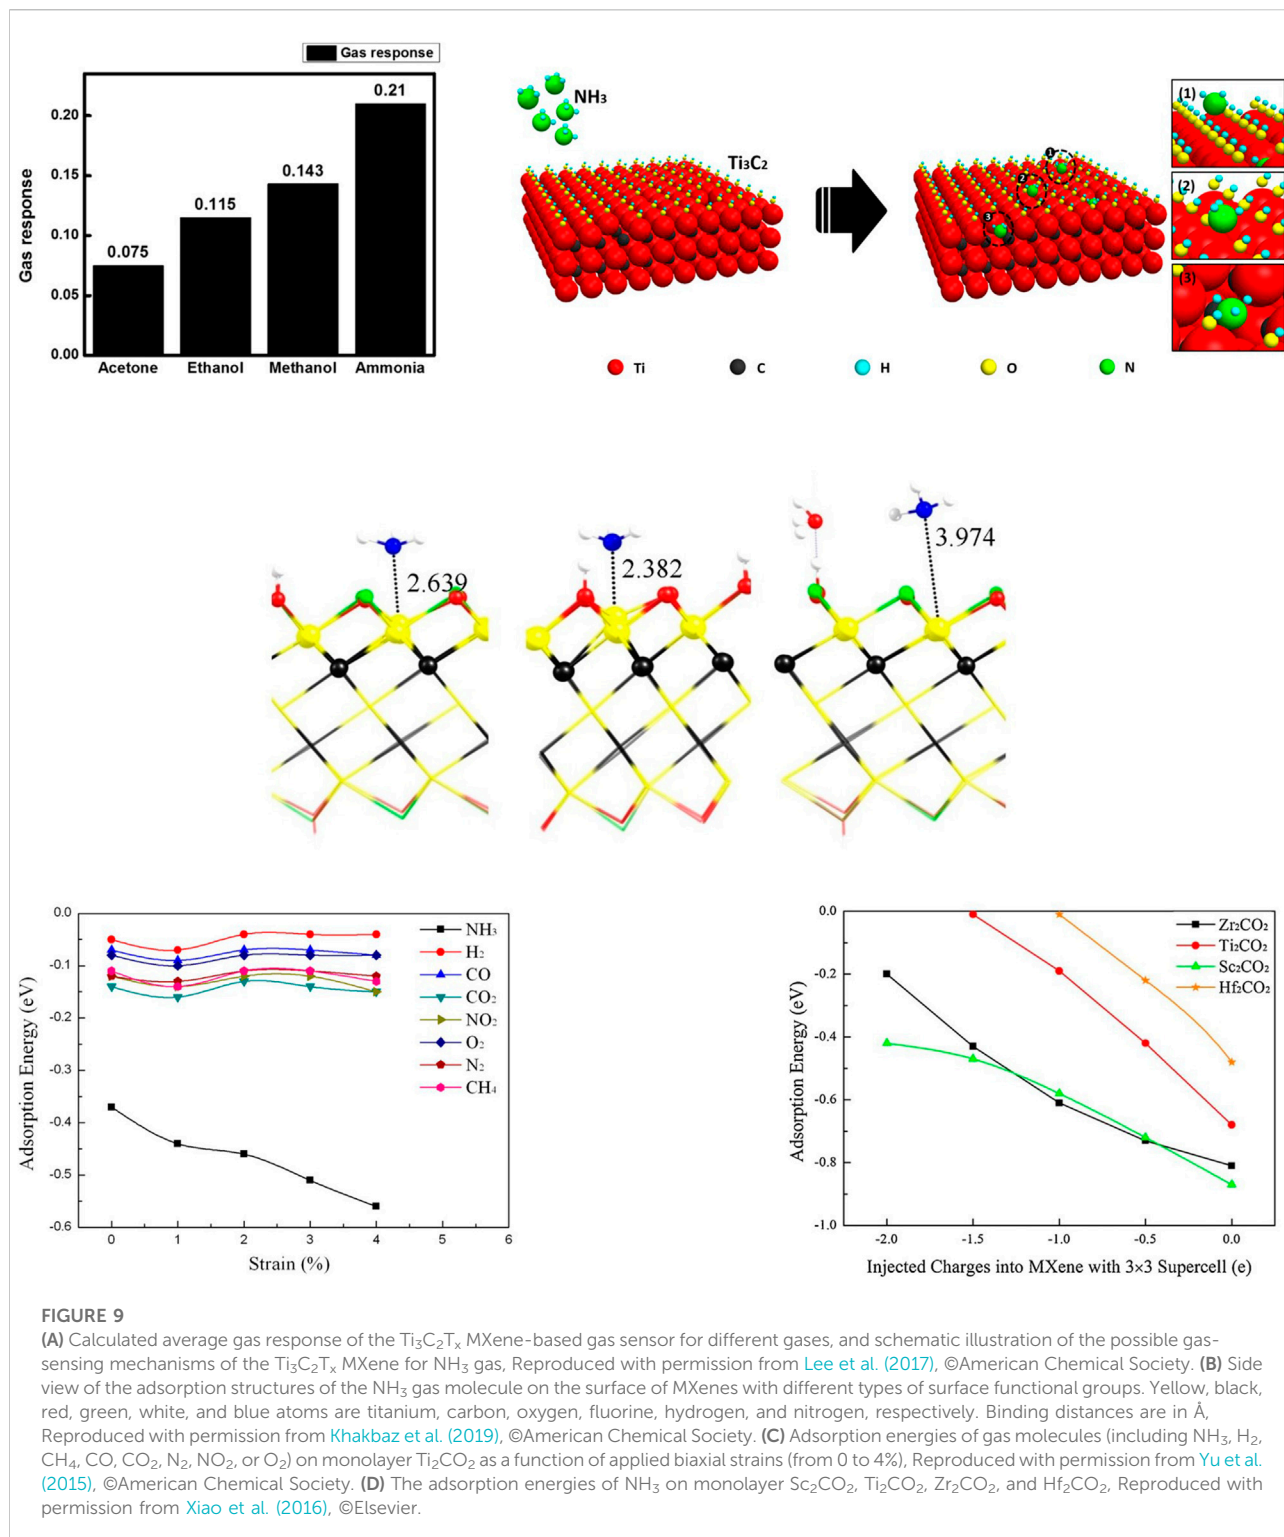 Gas response
Gas response
0.20
0.15
0.10
0.05
0.00
0.075
0.115
0.143
0.21
Acetone Ethanol Methanol Ammonia
NH₃
Ti₃C₂
1
2
3
(1)
(2)
(3)
Ti C H O N
2.639
2.382
3.974
Adsorption Energy (eV)
0.0
-0.1
-0.2
-0.3
-0.4
-0.5
-0.6
NH₃
H₂
CO
CO₂
NO₂
O₂
N₂
CH₄
0 1 2 3 4 5 6
Strain (%)
Adsorption Energy (eV)
0.0
-0.2
-0.4
-0.6
-0.8
-1.0
Zr₂CO₂
Ti₂CO₂
Sc₂CO₂
Hf₂CO₂
-2.0 -1.5 -1.0 -0.5 0.0
Injected Charges into MXene with 3×3 Supercell (e)
FIGURE 9
(A) Calculated average gas response of the Ti₃C₂Tₓ MXene-based gas sensor for different gases, and schematic illustration of the possible gas-
sensing mechanisms of the Ti₃C₂Tₓ MXene for NH₃ gas, Reproduced with permission from Lee et al. (2017), ©American Chemical Society. (B) Side
view of the adsorption structures of the NH₃ gas molecule on the surface of MXenes with different types of surface functional groups. Yellow, black,
red, green, white, and blue atoms are titanium, carbon, oxygen, fluorine, hydrogen, and nitrogen, respectively. Binding distances are in Å,
Reproduced with permission from Khakbaz et al. (2019), ©American Chemical Society. (C) Adsorption energies of gas molecules (including NH₃, H₂,
CH₄, CO, CO₂, N₂, NO₂, or O₂) on monolayer Ti₂CO₂ as a function of applied biaxial strains (from 0 to 4%), Reproduced with permission from Yu et al.
(2015), ©American Chemical Society. (D) The adsorption energies of NH₃ on monolayer Sc₂CO₂, Ti₂CO₂, Zr₂CO₂, and Hf₂CO₂, Reproduced with
permission from Xiao et al. (2016), ©Elsevier.